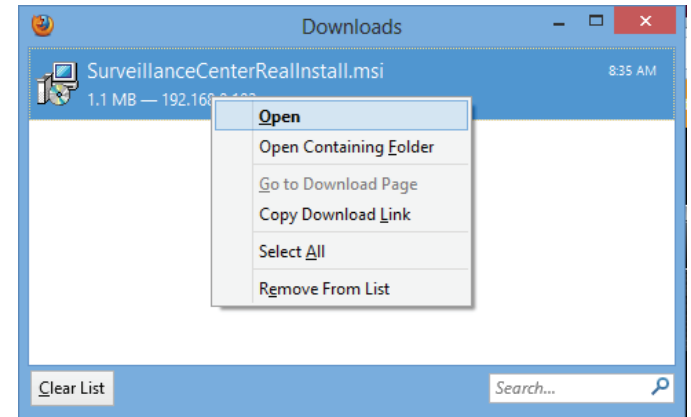 Downloads
SurveillanceCenterRealInstall.msi
8:35 AM
1.1 MB — 192.168
Open
Open Containing Folder
Go to Download Page
Copy Download Link
Select All
Remove From List
Clear List
Search...